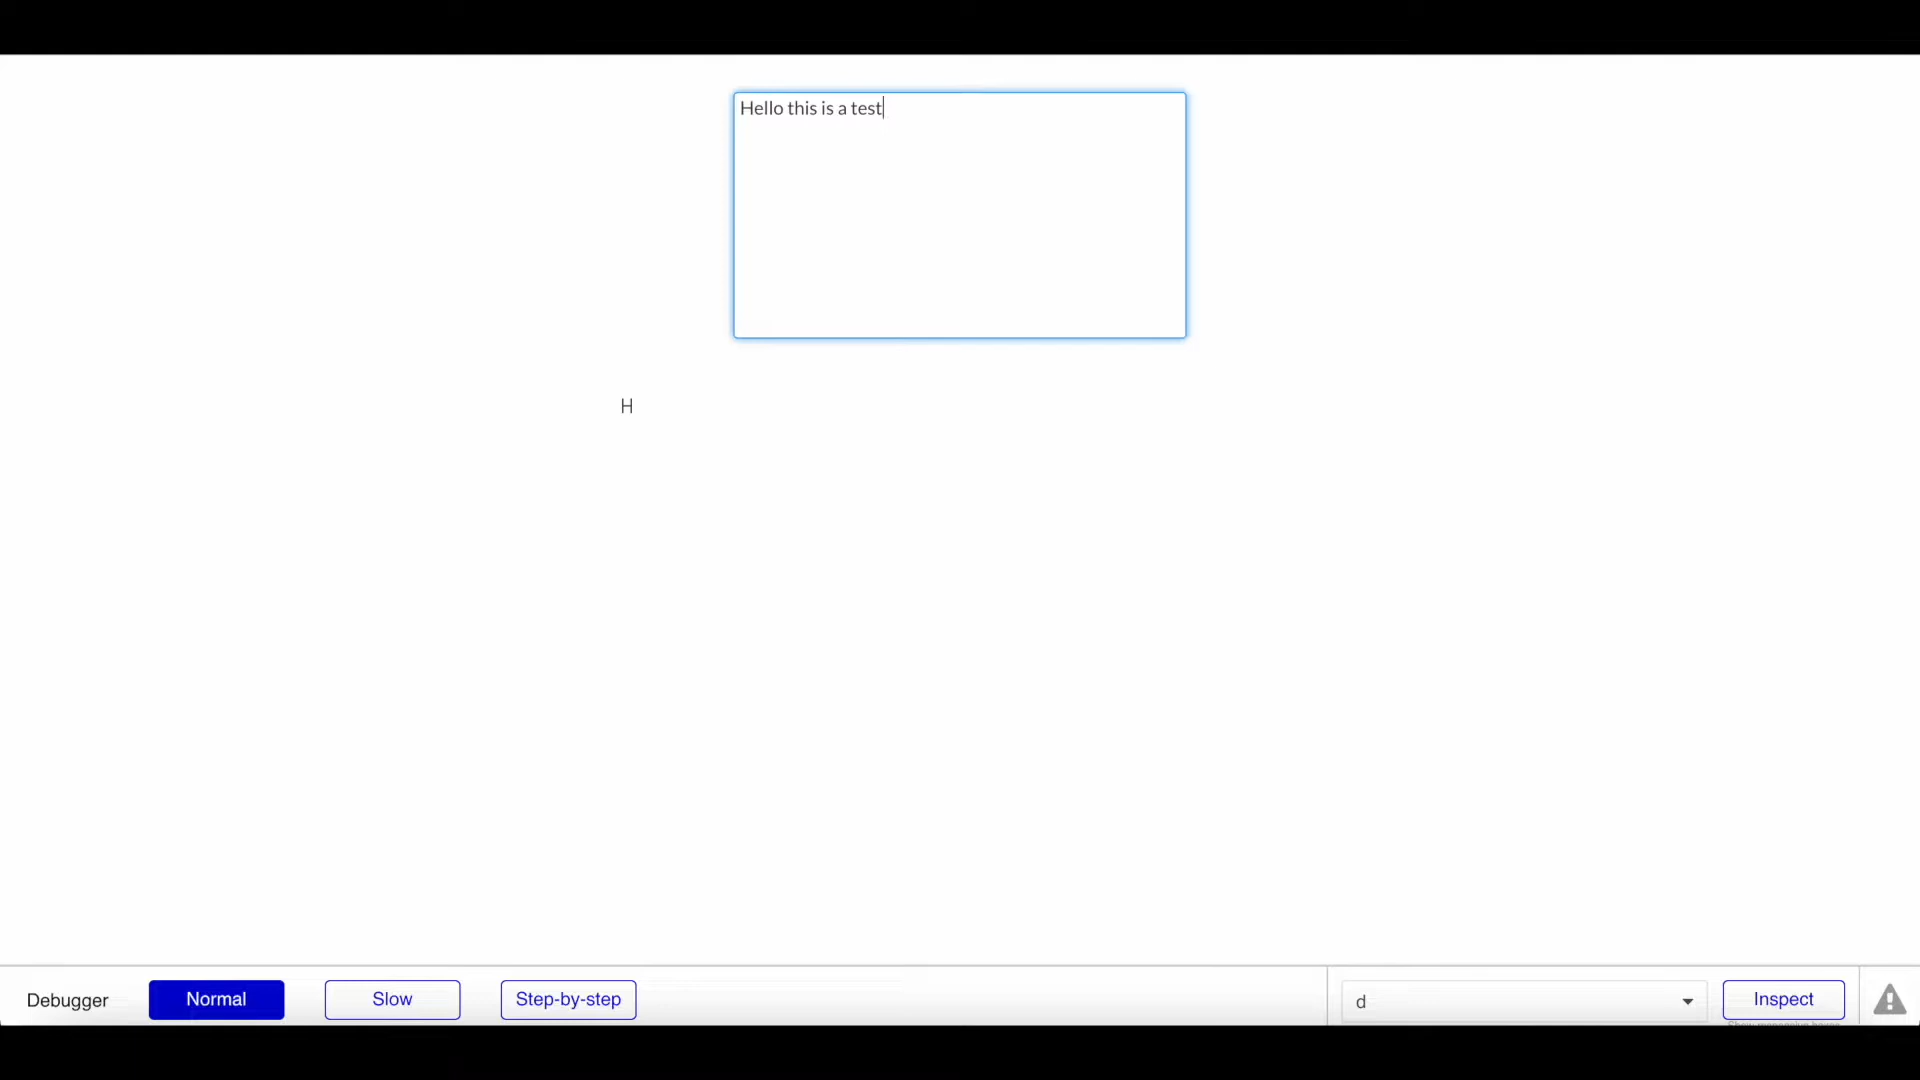 Hello this is a test
H
Debugger
Normal
Slow
Step-by-step
d
Inspect